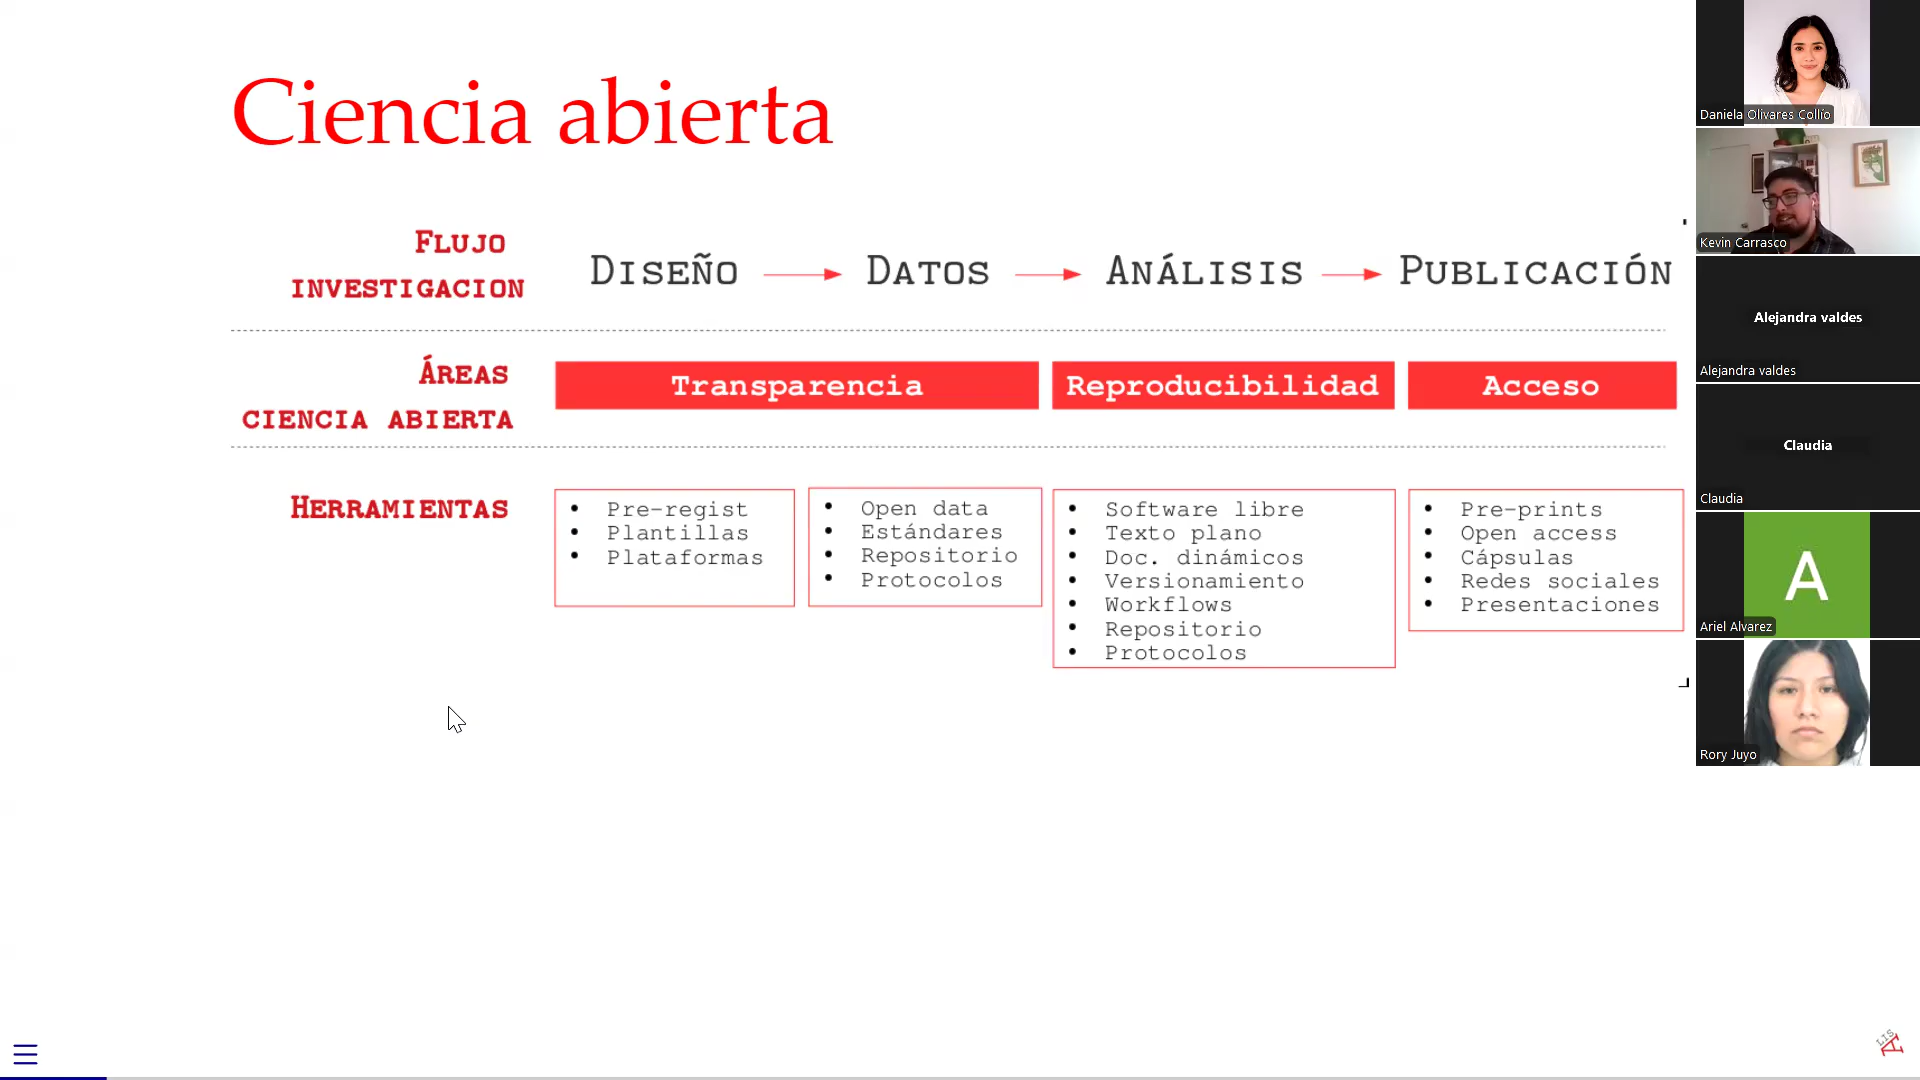 Ciencia abierta
FLUJO
INVESTIGACION
DISEÑO
DATOS
ANÁLISIS
PUBLICACIÓN
ÁREAS
CIENCIA ABIERTA
Transparencia
Reproducibilidad
Acceso
HERRAMIENTAS
• Pre-regist
• Plantillas
• Plataformas
• Open data
• Estándares
• Repositorio
• Protocolos
• Software libre
• Texto plano
• Doc. dinámicos
• Versionamiento
• Workflows
• Repositorio
• Protocolos
• Pre-prints
• Open access
• Cápsulas
• Redes sociales
• Presentaciones
Daniela Olivares Collío
Kevin Carrasco
Alejandra valdes
Alejandra valdes
Claudia
Claudia
A
Ariel Alvarez
Rory Juyo
LISA